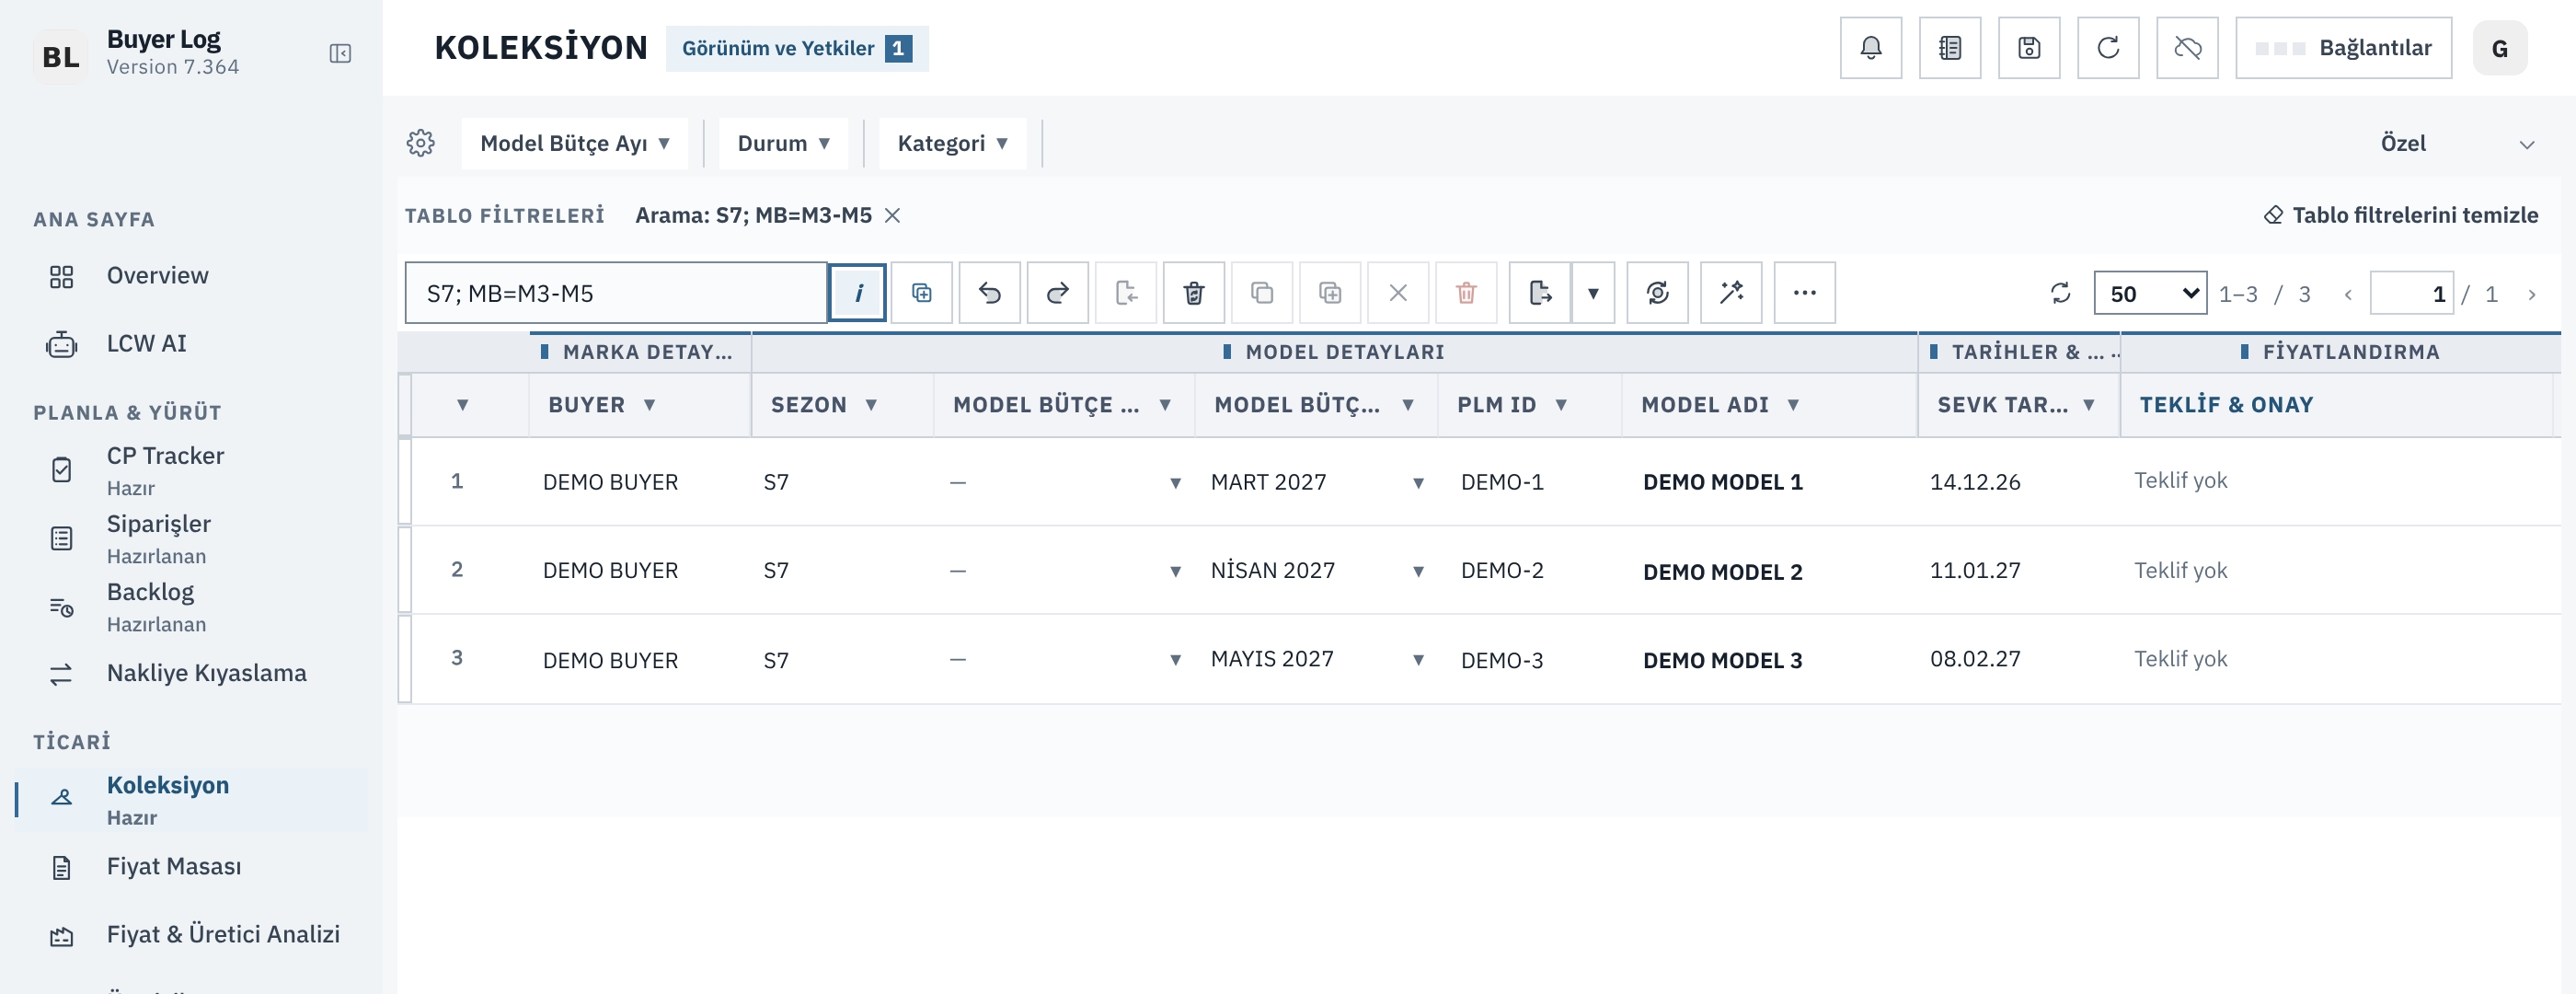 BL
Buyer Log
Version 7.364
KOLEKSİYON
Görünüm ve Yetkiler 1
Bağlantılar
G
Model Bütçe Ayı ▼
Durum ▼
Kategori ▼
Özel
TABLO FİLTRELERİ
Arama: S7; MB=M3-M5
Tablo filtrelerini temizle
S7; MB=M3-M5
i
50
1–3 / 3
‹ 1 / 1 ›
MARKA DETAY...
MODEL DETAYLARI
TARİHLER & ...
FİYATLANDIRMA
BUYER ▼ SEZON ▼ MODEL BÜTÇE ... ▼ MODEL BÜTÇ... ▼ PLM ID ▼ MODEL ADI ▼ SEVK TAR... ▼ TEKLİF & ONAY
1 DEMO BUYER S7 — ▼ MART 2027 ▼ DEMO-1 DEMO MODEL 1 14.12.26 Teklif yok
2 DEMO BUYER S7 — ▼ NİSAN 2027 ▼ DEMO-2 DEMO MODEL 2 11.01.27 Teklif yok
3 DEMO BUYER S7 — ▼ MAYIS 2027 ▼ DEMO-3 DEMO MODEL 3 08.02.27 Teklif yok
ANA SAYFA
Overview
LCW AI
PLANLA & YÜRÜT
CP Tracker
Hazır
Siparişler
Hazırlanan
Backlog
Hazırlanan
Nakliye Kıyaslama
TİCARİ
Koleksiyon
Hazır
Fiyat Masası
Fiyat & Üretici Analizi